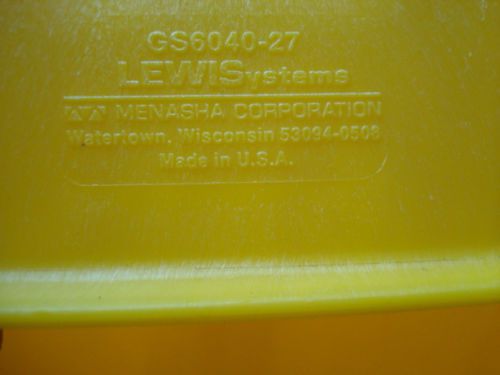 GS6040-27
LEWISystems
MENASHA CORPORATION
Watertown, Wisconsin 53094-0508
Made in U.S.A.